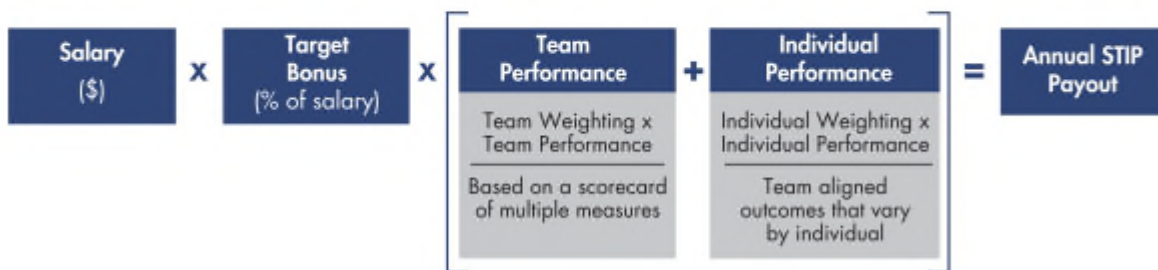 Salary
($)
x
Target
Bonus
(% of salary)
x
Team
Performance
Team Weighting x
Team Performance
Based on a scorecard
of multiple measures
+
Individual
Performance
Individual Weighting x
Individual Performance
Team aligned
outcomes that vary
by individual
=
Annual STIP
Payout